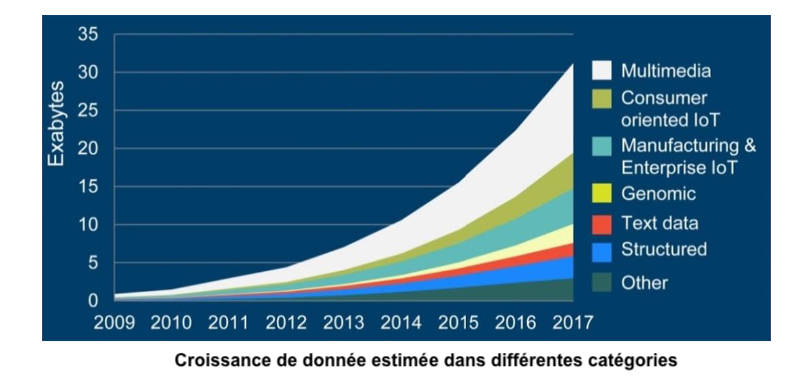 35
30
25
20
15
10
5
0
Exabytes
2009 2010 2011 2012 2013 2014 2015 2016 2017
Multimedia
Consumer
oriented IoT
Manufacturing &
Enterprise IoT
Genomic
Text data
Structured
Other
Croissance de donnée estimée dans différentes catégories